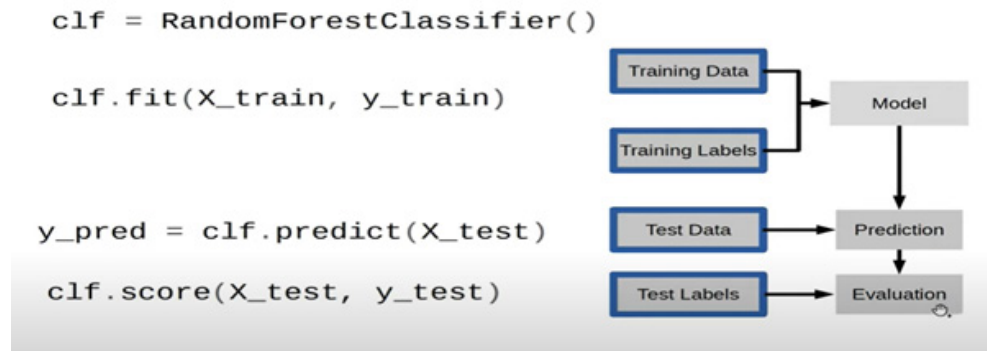 clf = RandomForestClassifier()
clf.fit(X_train, y_train)
Training Data
Model
Training Labels
y_pred = clf.predict(X_test)
Test Data
Prediction
clf.score(X_test, y_test)
Test Labels
Evaluation